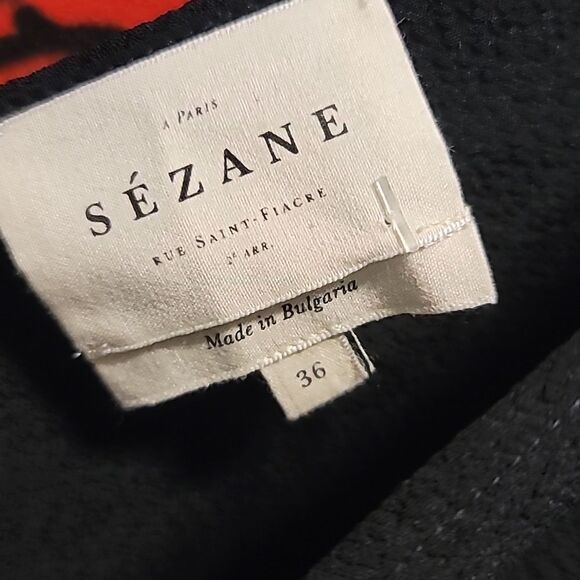 A PARIS
SÉZANE
RUE SAINT-FIACRE
2E ARR.
Made in Bulgaria
36